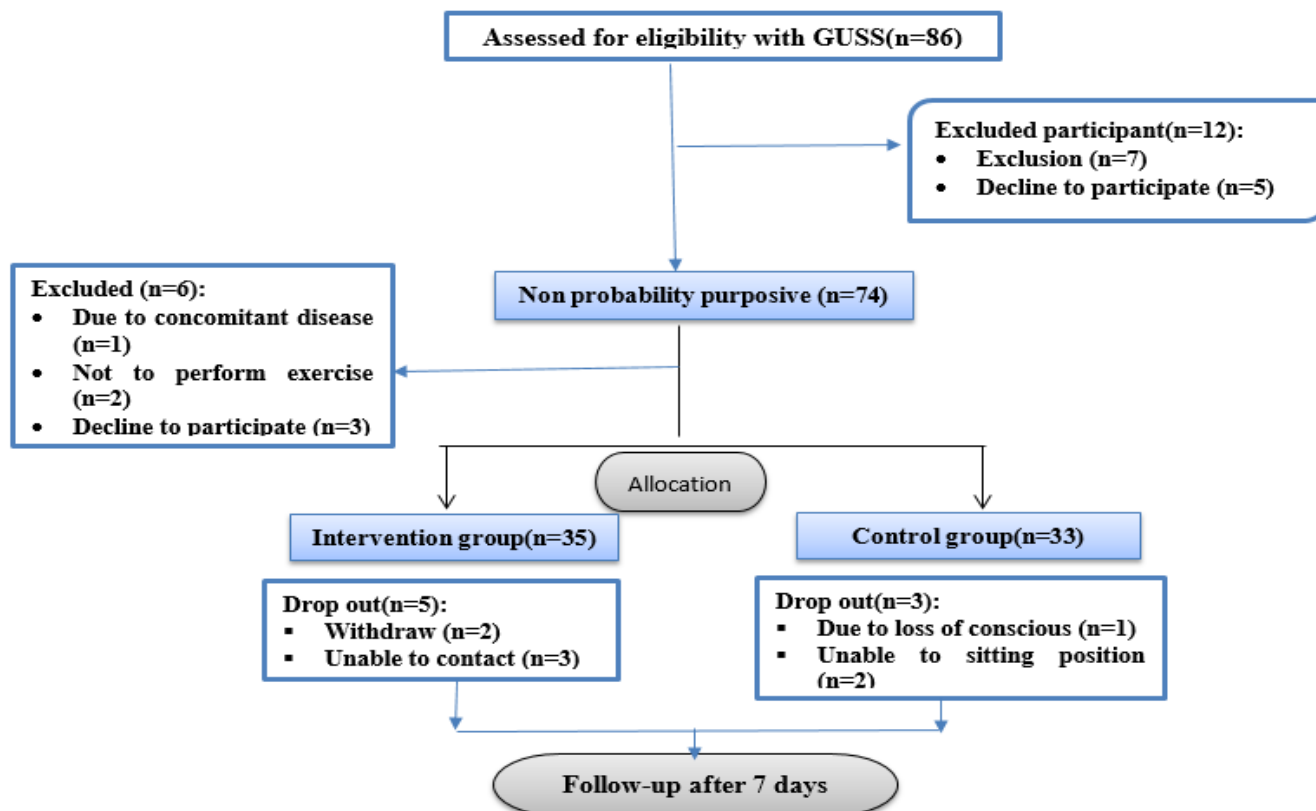 Assessed for eligibility with GUSS(n=86)
Excluded participant(n=12):
• Exclusion (n=7)
• Decline to participate (n=5)
Non probability purposive (n=74)
Excluded (n=6):
• Due to concomitant disease
(n=1)
• Not to perform exercise
(n=2)
• Decline to participate (n=3)
Allocation
Intervention group(n=35)
Control group(n=33)
Drop out(n=5):
▪ Withdraw (n=2)
▪ Unable to contact (n=3)
Drop out(n=3):
▪ Due to loss of conscious (n=1)
▪ Unable to sitting position
(n=2)
Follow-up after 7 days